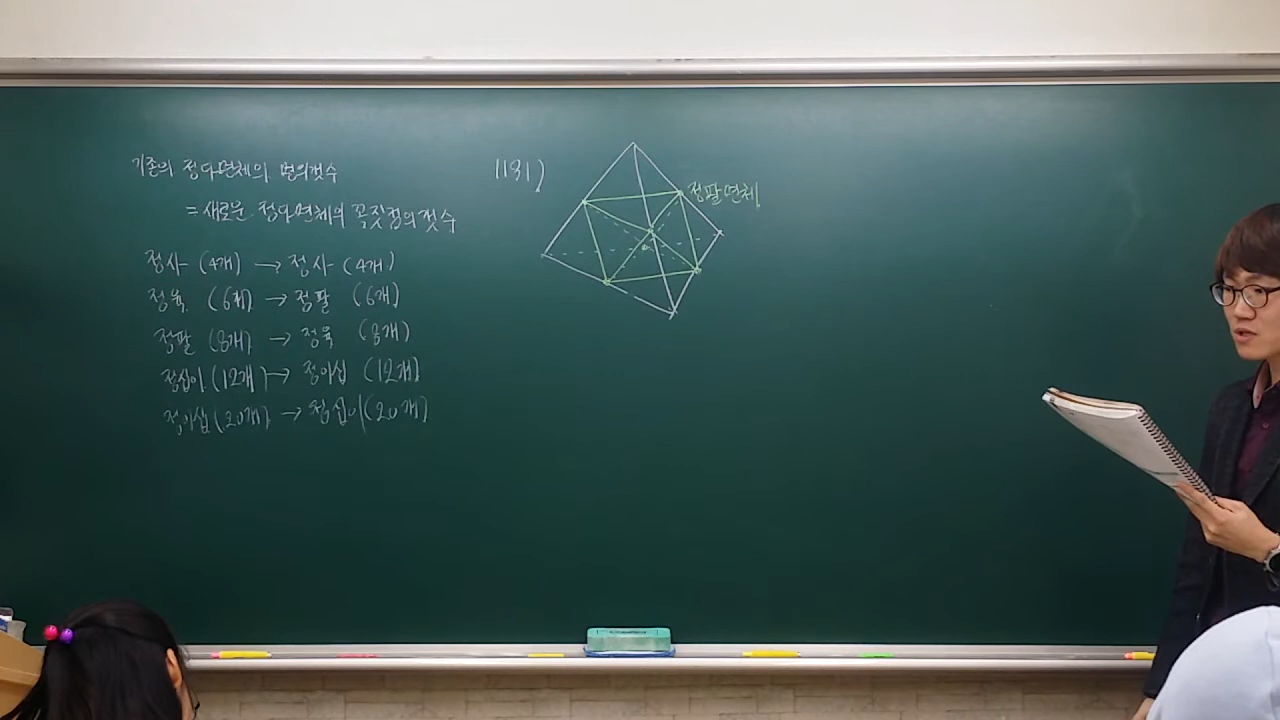 기존의 정다면체의 면의갯수
= 새로운 정다면체의 꼭짓점의갯수
정사 (4개) → 정사 (4개)
정육 (6개) → 정팔 (6개)
정팔 (8개) → 정육 (8개)
정십이 (12개) → 정이십 (12개)
정이십 (20개) → 정십이 (20개)
1131)
정팔면체